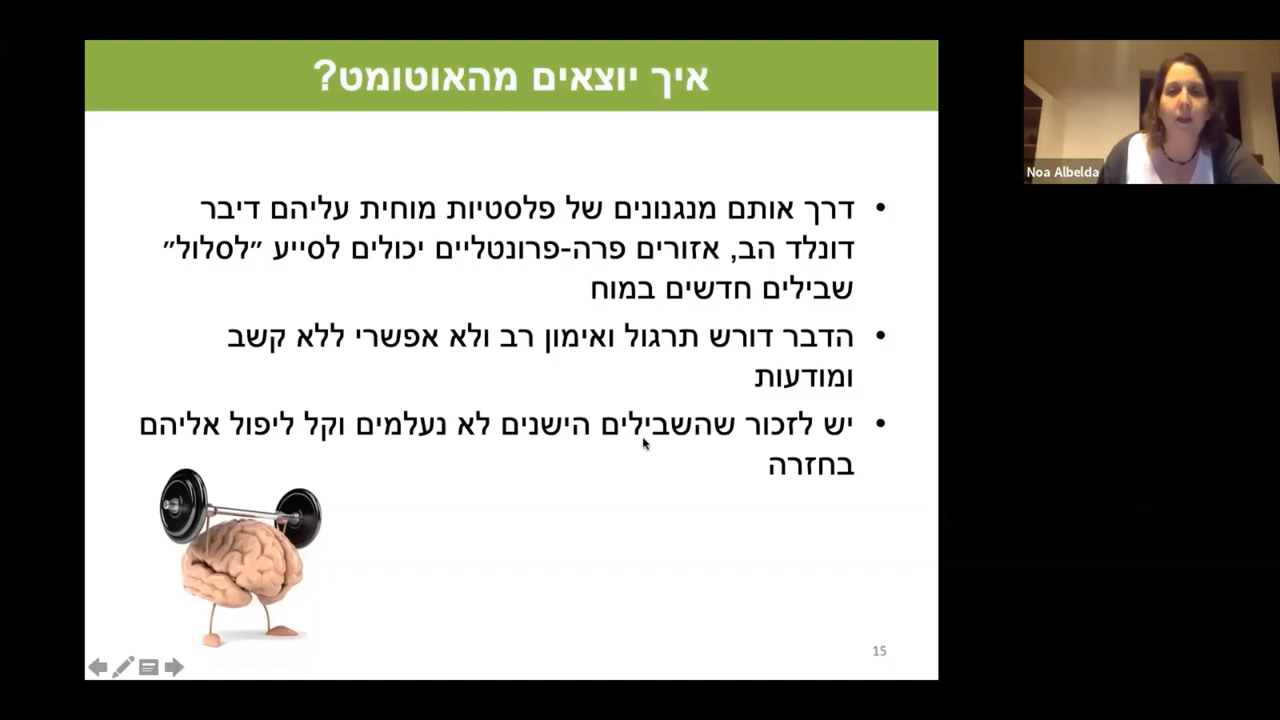 איך יוצאים מהאוטומט?
דרך אותם מנגנונים של פלסטיות מוחית עליהם דיבר
דונלד הב, אזורים פרה-פרונטליים יכולים לסייע ״לסלול״
שבילים חדשים במוח
הדבר דורש תרגול ואימון רב ולא אפשרי ללא קשב
ומודעות
יש לזכור שהשבילים הישנים לא נעלמים וקל ליפול אליהם
בחזרה
15
Noa Albelda